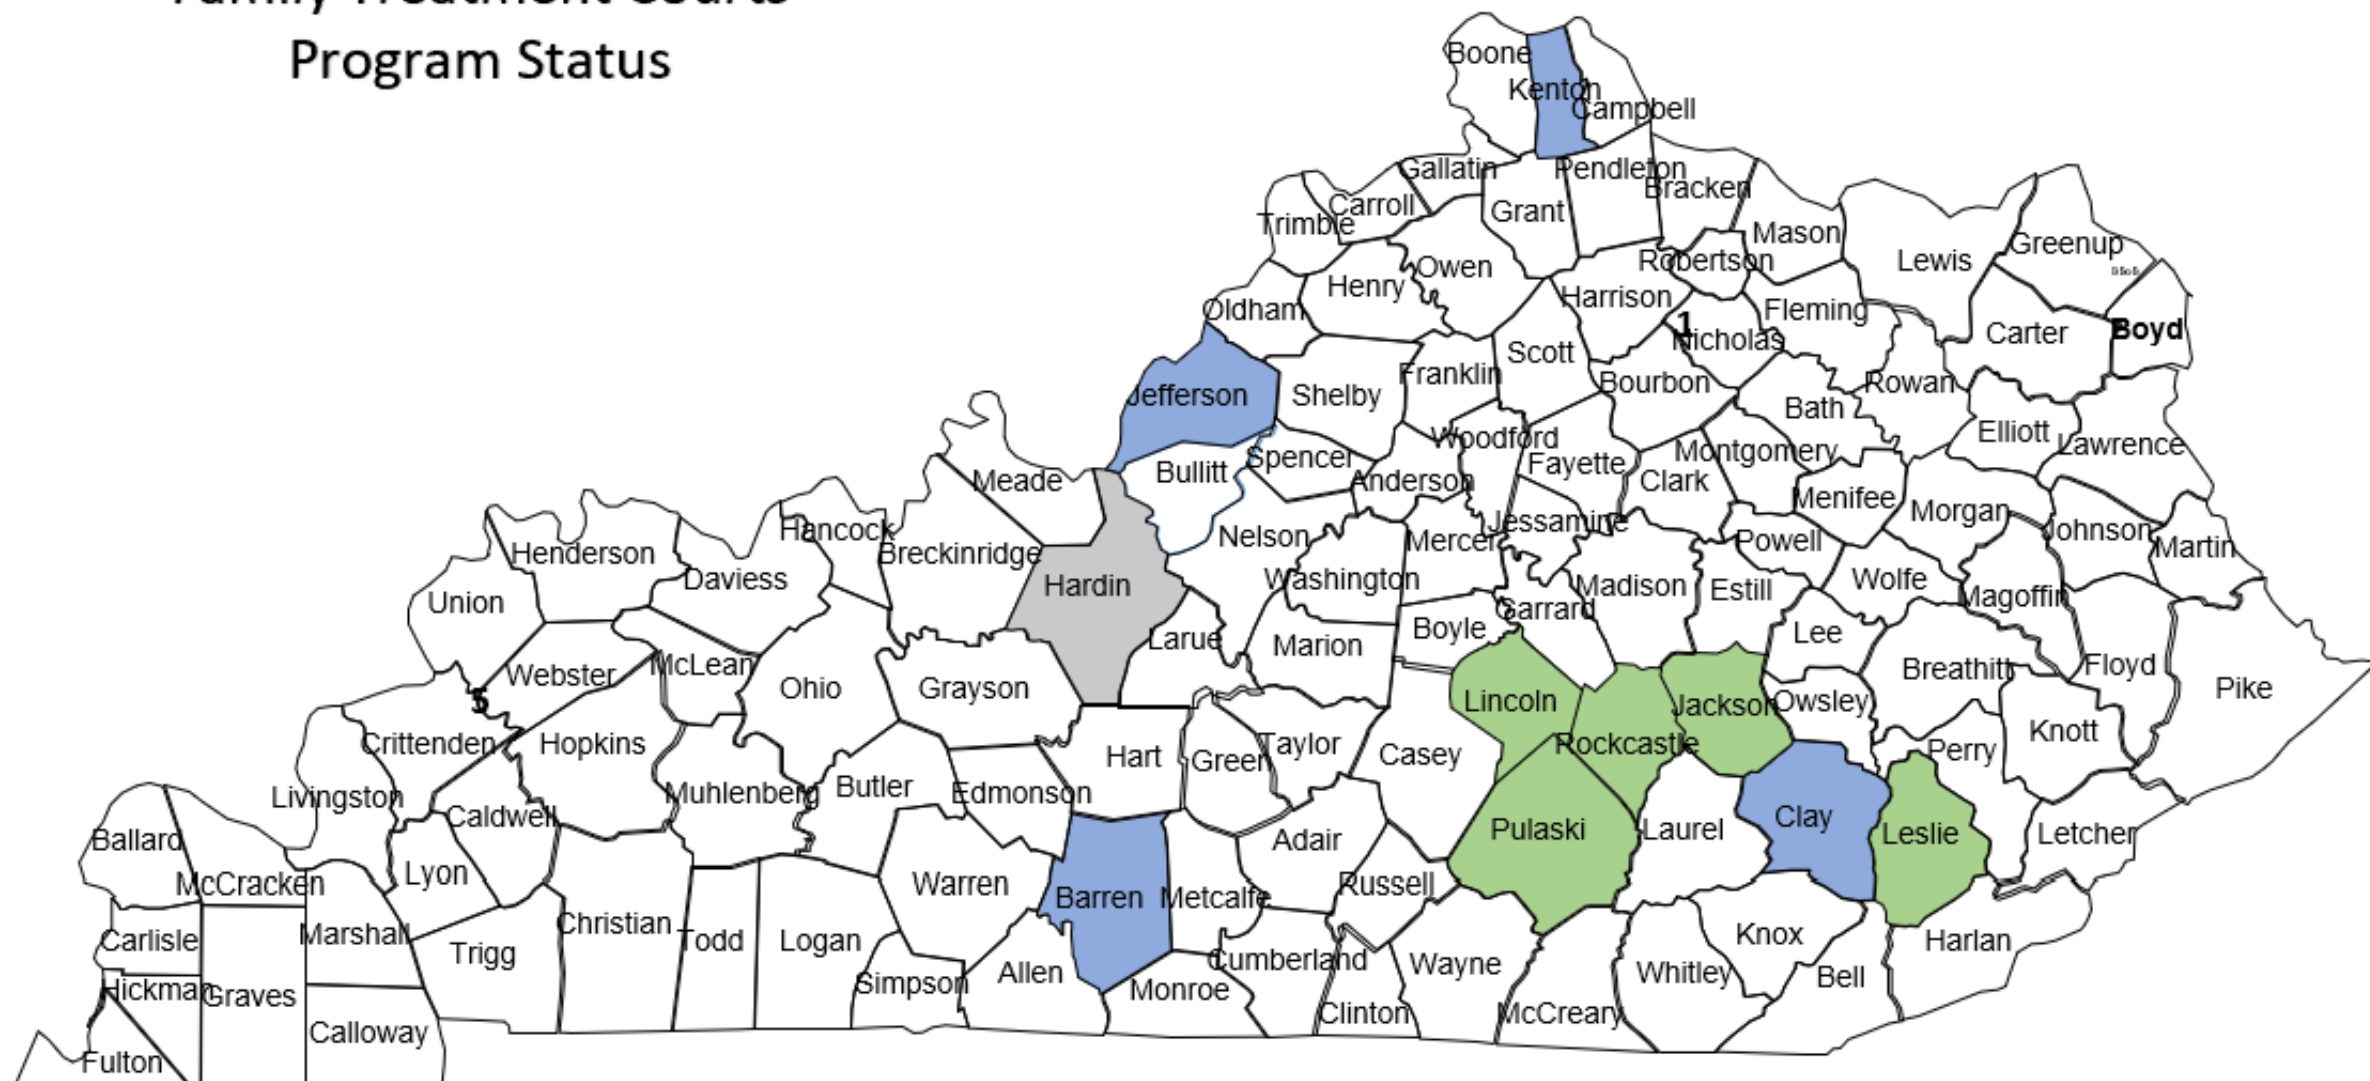 Family Treatment Courts
Program Status
Boone
Kenton
Campbell
Gallatin
Pendleton
Bracken
Carroll
Grant
Trimble
Mason
Owen
Robertson
Lewis
Greenup
Henry
Harrison
Oldham
Fleming
1
Nicholas
Carter
Boyd
Scott
Franklin
Jefferson
Shelby
Bourbon
Rowan
Bath
Woodford
Elliott
Lawrence
Spencer
Bullitt
Fayette
Montgomery
Anderson
Clark
Meade
Menifee
Morgan
Hancock
Nelson
Jessamine
Johnson
Henderson
Breckinridge
Mercer
Powell
Martin
Daviess
Hardin
Washington
Madison
Estill
Wolfe
Magoffin
Union
Garrard
Larue
Marion
Boyle
Lee
Webster
McLean
Ohio
Grayson
Breathitt
Floyd
Pike
Lincoln
Jackson
Owsley
5
Crittenden
Hopkins
Hart
Green
Taylor
Casey
Rockcastle
Perry
Knott
Livingston
Muhlenberg
Butler
Edmonson
Caldwell
Clay
Leslie
Letcher
Ballard
Adair
Pulaski
Laurel
McCracken
Lyon
Warren
Barren
Metcalfe
Russell
Carlisle
Marshall
Trigg
Christian
Todd
Logan
Knox
Harlan
Hickman
Graves
Simpson
Allen
Monroe
Cumberland
Wayne
Whitley
Bell
Calloway
Clinton
McCreary
Fulton